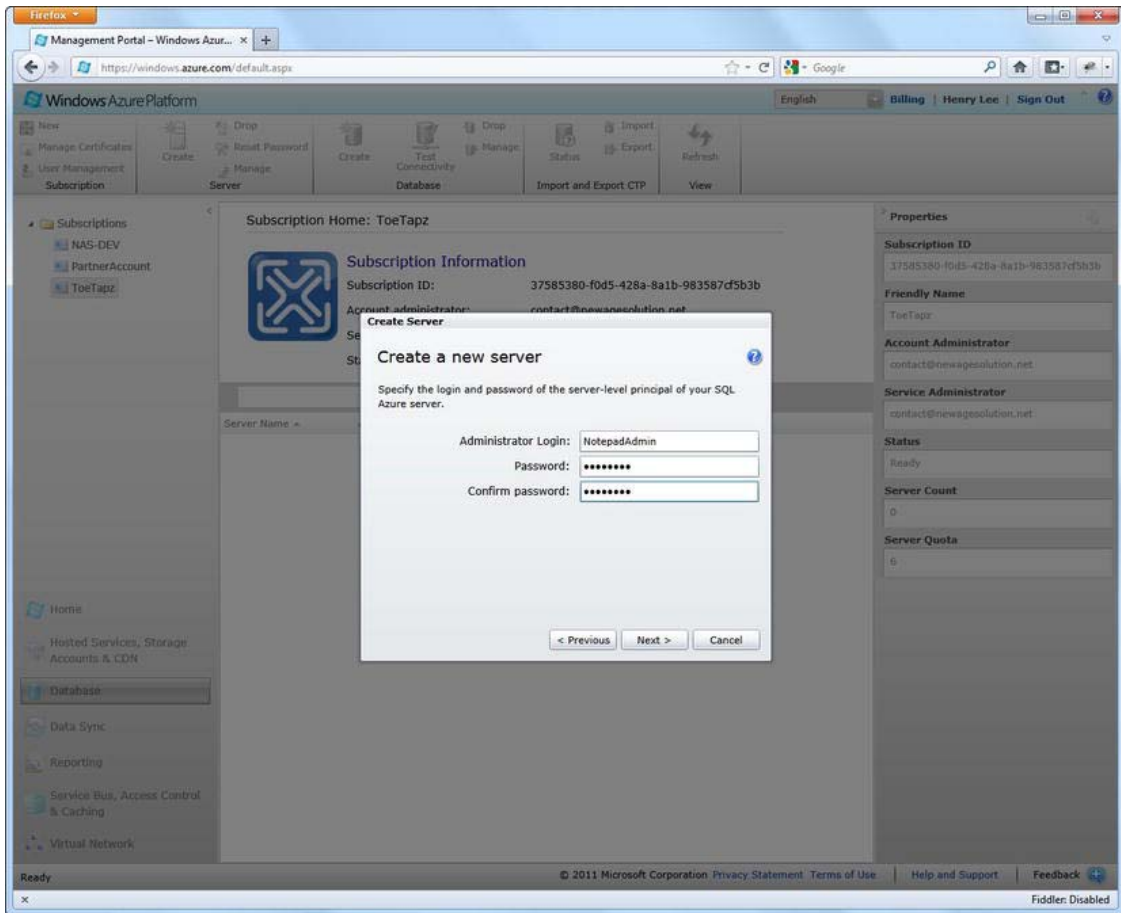 Firefox
Management Portal – Windows Azur...
https://windows.azure.com/default.aspx
Google
Windows Azure Platform
English
Billing | Henry Lee | Sign Out
New
Manage Certificates
User Management
Subscription
Create
Drop
Reset Password
Manage
Server
Create
Test Connectivity
Drop
Manage
Database
Status
Import
Export
Import and Export CTP
Refresh
View
Subscriptions
NAS-DEV
PartnerAccount
ToeTapz
Subscription Home: ToeTapz
Subscription Information
Subscription ID: 37585380-f0d5-428a-8a1b-983587cf5b3b
Account administrator: contact@newagesolution.net
Se
St
Server Name
Create Server
Create a new server
Specify the login and password of the server-level principal of your SQL
Azure server.
Administrator Login: NotepadAdmin
Password: ••••••••
Confirm password: ••••••••
< Previous
Next >
Cancel
Properties
Subscription ID
37585380-f0d5-428a-8a1b-983587cf5b3b
Friendly Name
ToeTapz
Account Administrator
contact@newagesolution.net
Service Administrator
contact@newagesolution.net
Status
Ready
Server Count
0
Server Quota
6
Home
Hosted Services, Storage
Accounts & CDN
Database
Data Sync
Reporting
Service Bus, Access Control
& Caching
Virtual Network
Ready
© 2011 Microsoft Corporation Privacy Statement Terms of Use | Help and Support | Feedback
Fiddler: Disabled